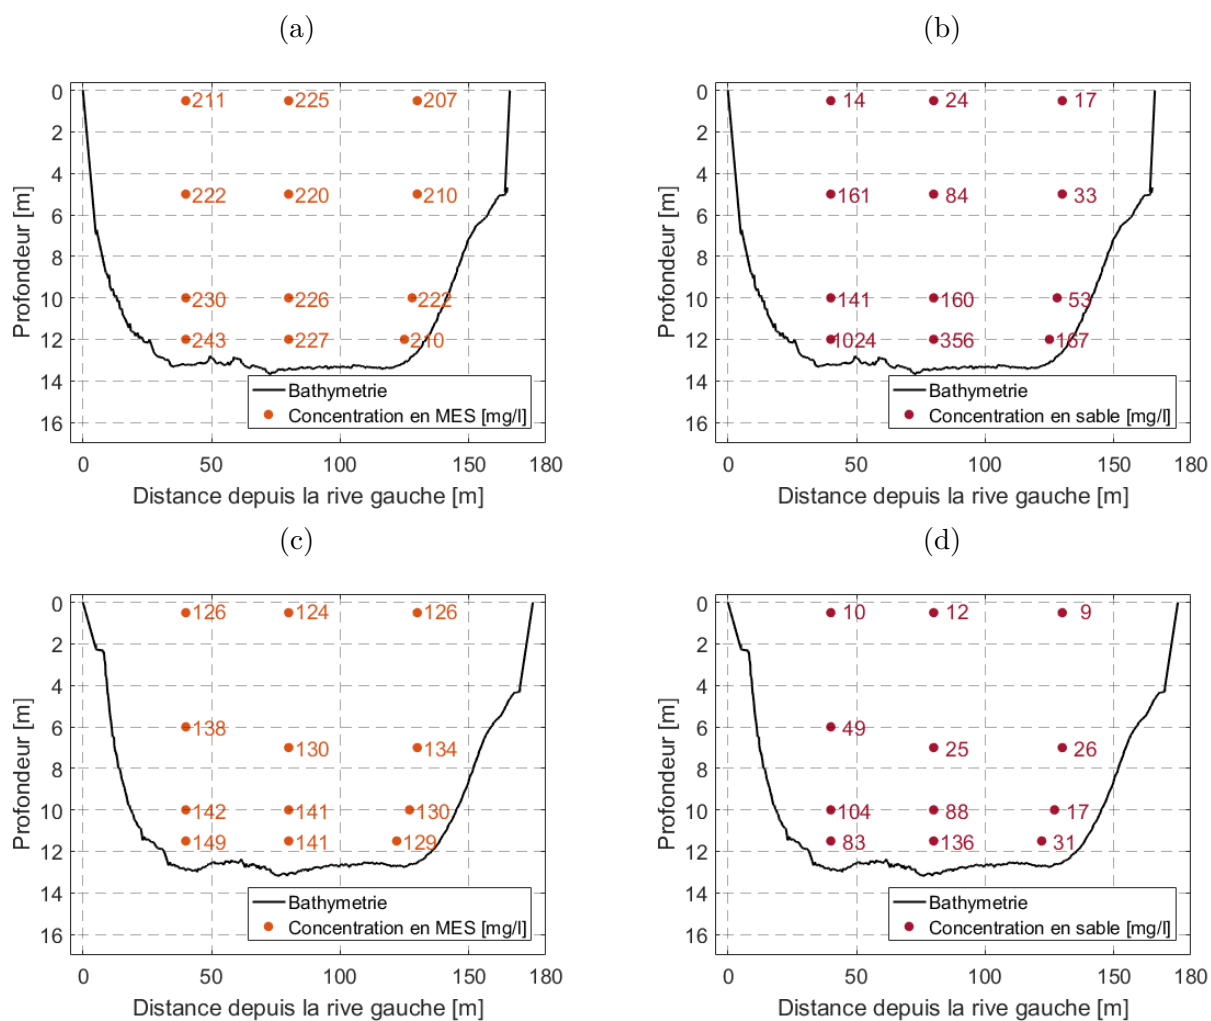 (a)
0
2
4
6
8
10
12
14
16
Profondeur [m]
211 225 207
222 220 210
230 226 222
243 227 210
Bathymetrie
Concentration en MES [mg/l]
0 50 100 150 180
Distance depuis la rive gauche [m]
(b)
0
2
4
6
8
10
12
14
16
Profondeur [m]
14 24 17
161 84 33
141 160 53
1024 356 167
Bathymetrie
Concentration en sable [mg/l]
0 50 100 150 180
Distance depuis la rive gauche [m]
(c)
0
2
4
6
8
10
12
14
16
Profondeur [m]
126 124 126
138
130 134
142 141 130
149 141 129
Bathymetrie
Concentration en MES [mg/l]
0 50 100 150 180
Distance depuis la rive gauche [m]
(d)
0
2
4
6
8
10
12
14
16
Profondeur [m]
10 12 9
49
25 26
104 88 17
83 136 31
Bathymetrie
Concentration en sable [mg/l]
0 50 100 150 180
Distance depuis la rive gauche [m]